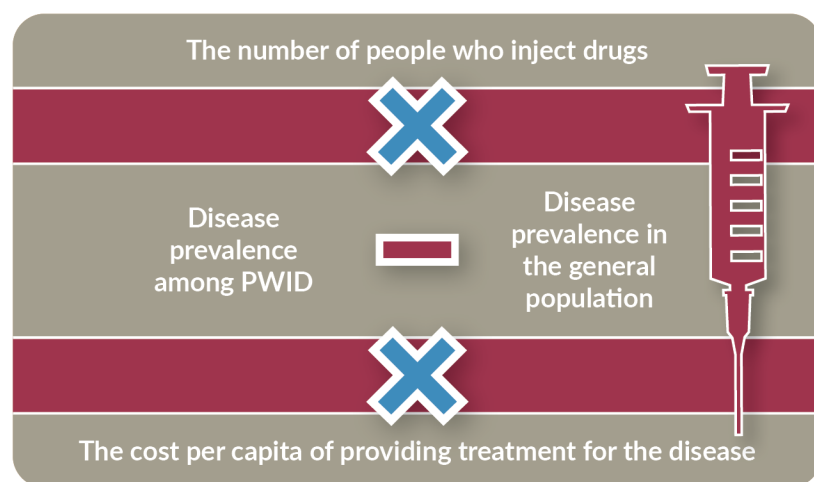 The number of people who inject drugs
Disease
prevalence
among PWID
Disease
prevalence in
the general
population
The cost per capita of providing treatment for the disease